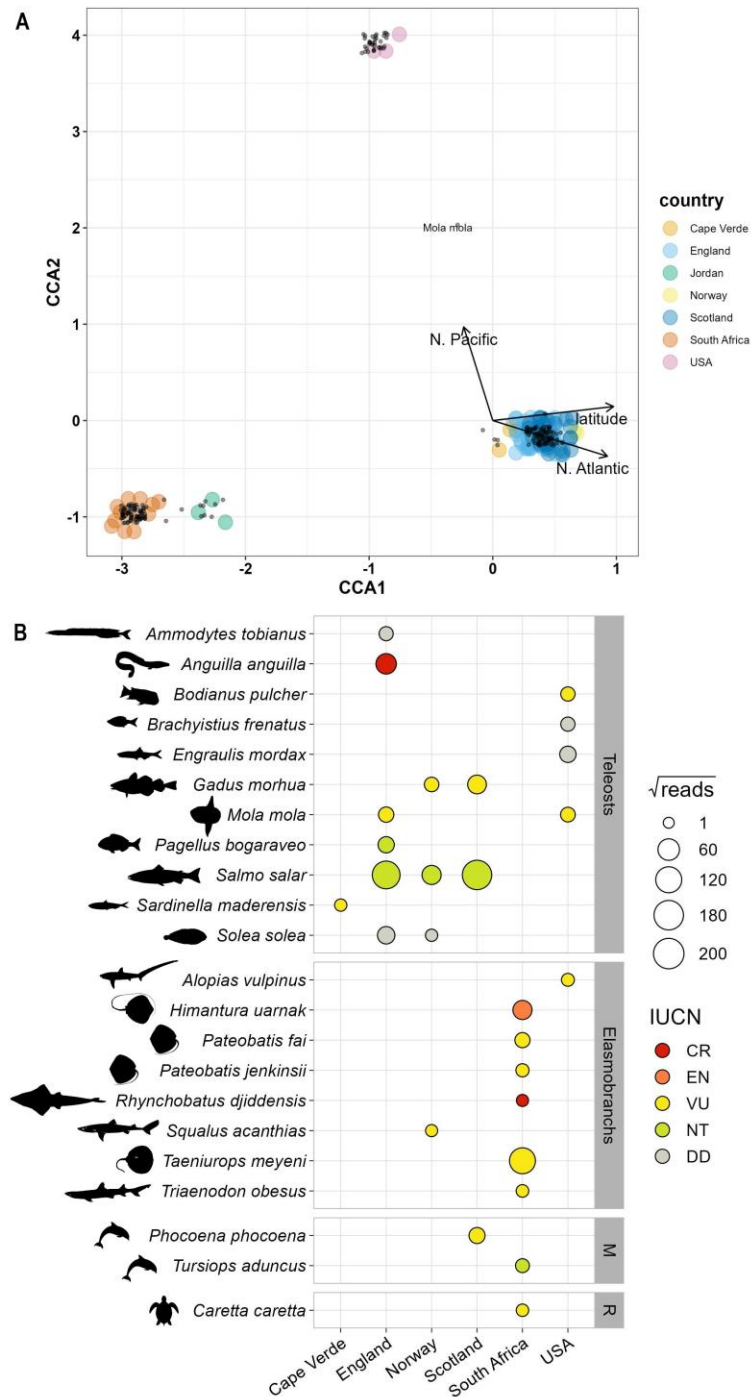 A
4
3
2
1
0
-1
CCA2
Mola mola
N. Pacific
latitude
N. Atlantic
-3
-2
-1
0
1
CCA1
country
Cape Verde
England
Jordan
Norway
Scotland
South Africa
USA
B
Ammodytes tobianus
Anguilla anguilla
Bodianus pulcher
Brachyistius frenatus
Engraulis mordax
Gadus morhua
Mola mola
Pagellus bogaraveo
Salmo salar
Sardinella maderensis
Solea solea
Teleosts
Alopias vulpinus
Himantura uarnak
Pateobatis fai
Pateobatis jenkinsii
Rhynchobatus djiddensis
Squalus acanthias
Taeniurops meyeni
Triaenodon obesus
Elasmobranchs
Phocoena phocoena
Tursiops aduncus
M
Caretta caretta
R
Cape Verde
England
Norway
Scotland
South Africa
USA
√reads
1
60
120
180
200
IUCN
CR
EN
VU
NT
DD